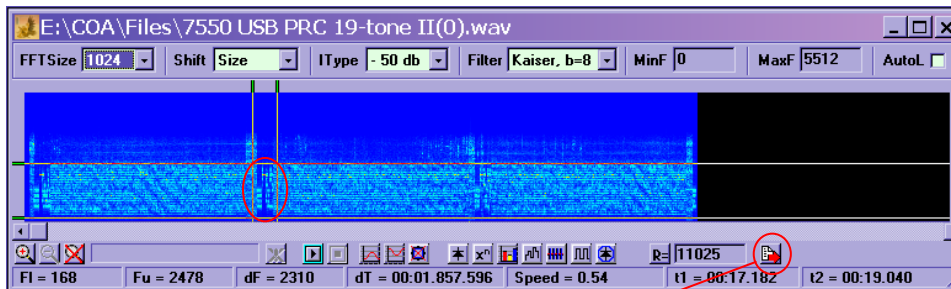 E:\COA\Files\7550 USB PRC 19-tone II(0).wav
FFTSize 1024 Shift Size IType - 50 db Filter Kaiser, b=8 MinF 0 MaxF 5512 AutoL
R= 11025
Fl = 168 Fu = 2478 dF = 2310 dT = 00:01.857.596 Speed = 0.54 t1 = 00:17.182 t2 = 00:19.040